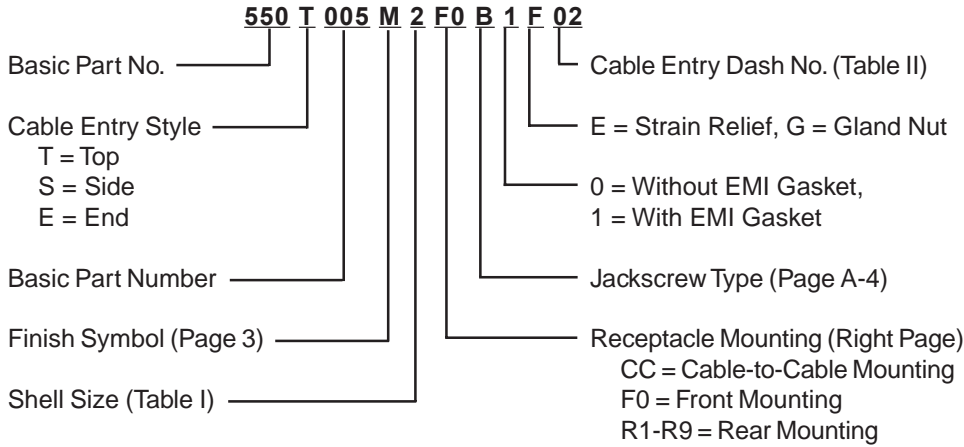 550 T 005 M 2 F0 B 1 F 02
Basic Part No.
Cable Entry Style
T = Top
S = Side
E = End
Basic Part Number
Finish Symbol (Page 3)
Shell Size (Table I)
Cable Entry Dash No. (Table II)
E = Strain Relief, G = Gland Nut
0 = Without EMI Gasket,
1 = With EMI Gasket
Jackscrew Type (Page A-4)
Receptacle Mounting (Right Page)
CC = Cable-to-Cable Mounting
F0 = Front Mounting
R1-R9 = Rear Mounting